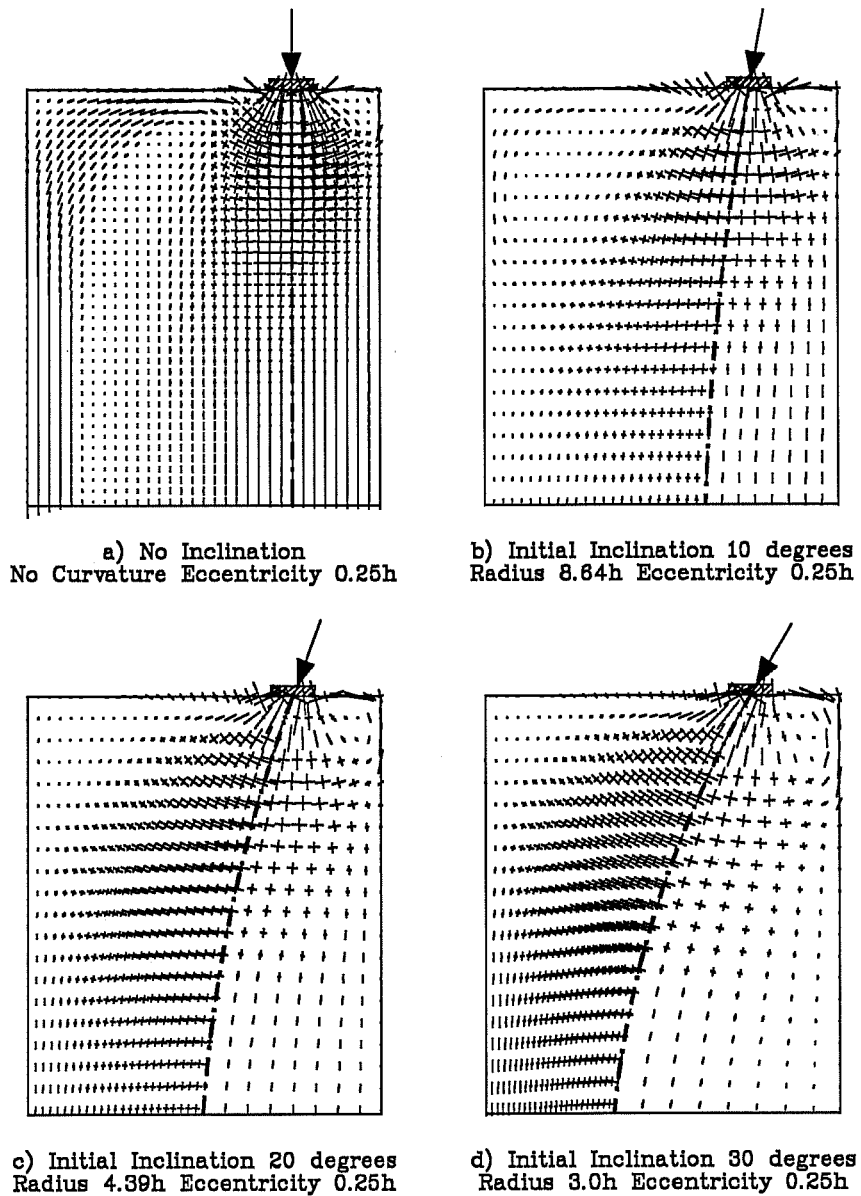 a) No Inclination
No Curvature Eccentricity 0.25h
b) Initial Inclination 10 degrees
Radius 8.64h Eccentricity 0.25h
c) Initial Inclination 20 degrees
Radius 4.39h Eccentricity 0.25h
d) Initial Inclination 30 degrees
Radius 3.0h Eccentricity 0.25h